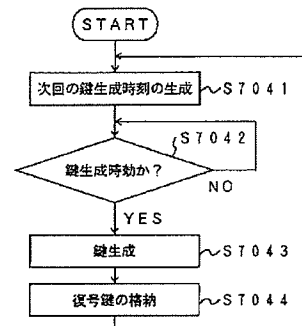 START
次回の鍵生成時刻の生成 S7041
S7042
鍵生成時効か?
NO
YES
鍵生成 S7043
復号鍵の格納 S7044